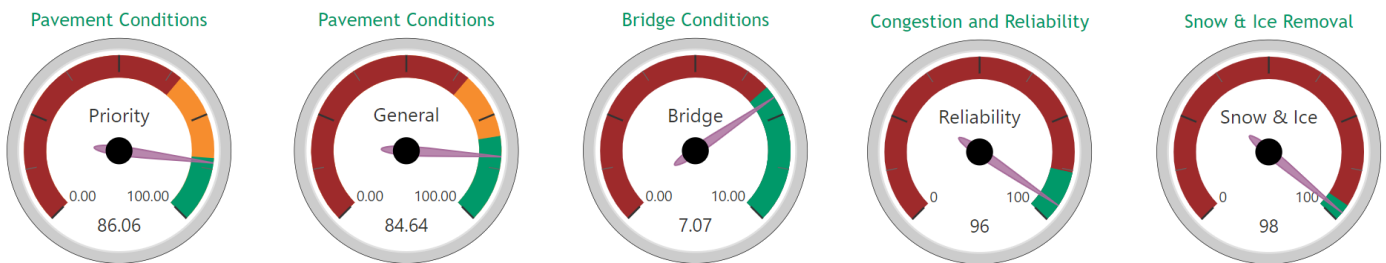 Pavement Conditions
Priority
0.00 100.00
86.06
Pavement Conditions
General
0.00 100.00
84.64
Bridge Conditions
Bridge
0.00 10.00
7.07
Congestion and Reliability
Reliability
0 100
96
Snow & Ice Removal
Snow & Ice
0 100
98